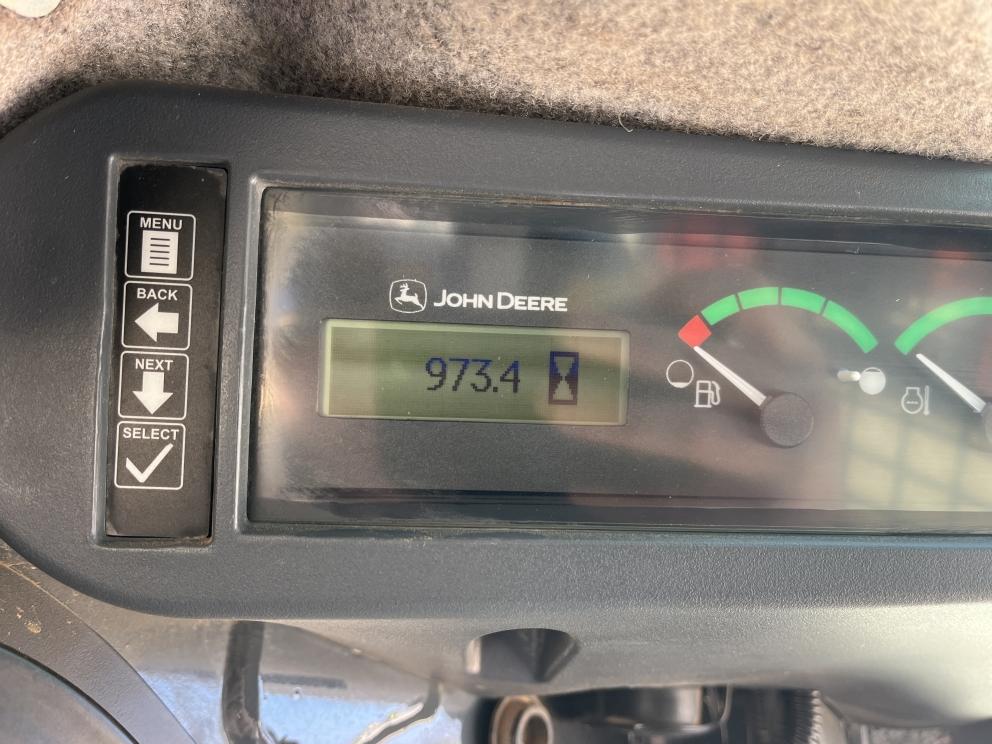 MENU
BACK
NEXT
SELECT
JOHN DEERE
973.4